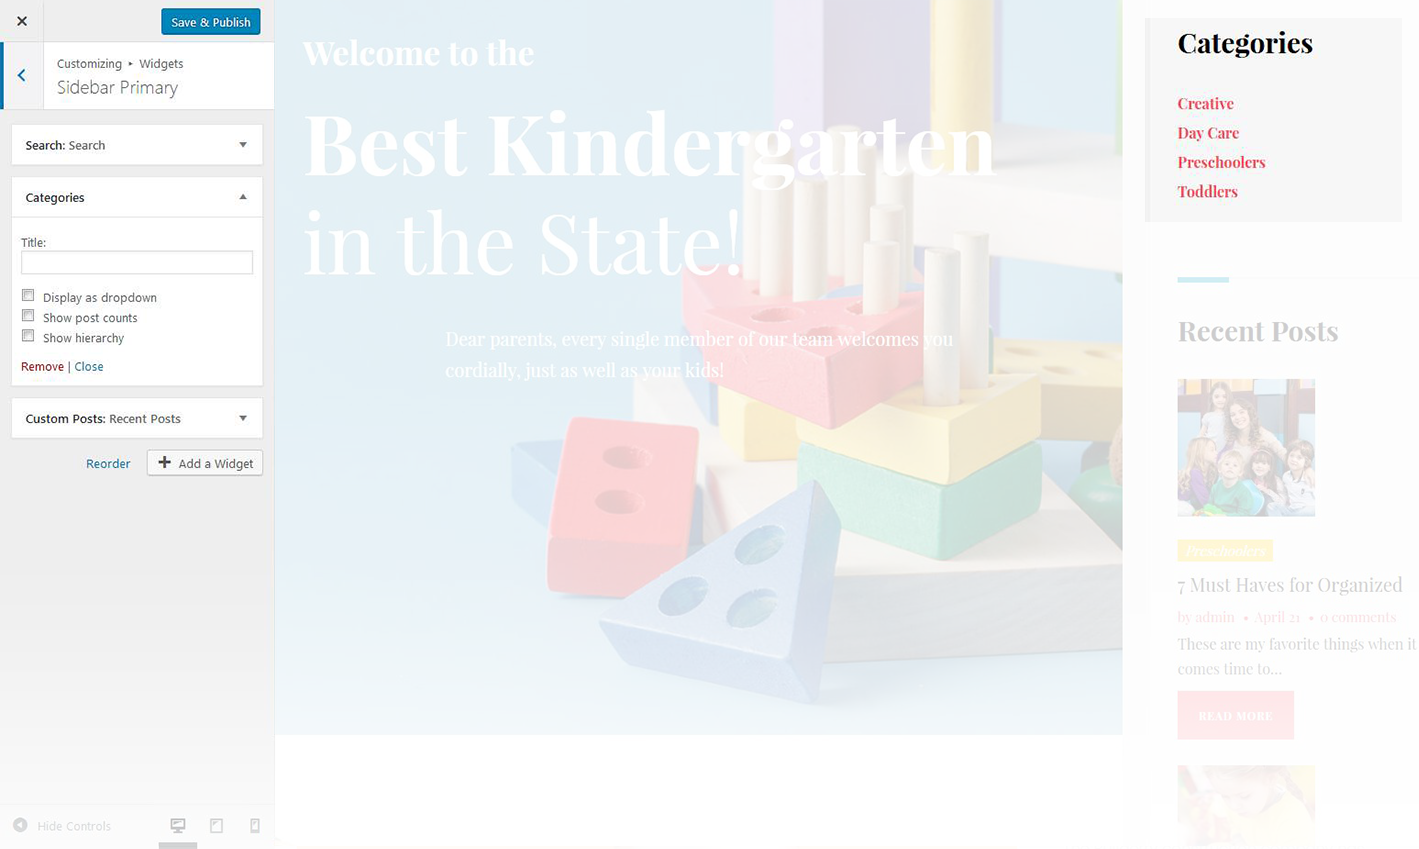 Save & Publish
Customizing ▸ Widgets
Sidebar Primary
Search: Search
Categories
Title:
Display as dropdown
Show post counts
Show hierarchy
Remove | Close
Custom Posts: Recent Posts
Reorder
Add a Widget
Hide Controls
Welcome to the
Best Kindergarten
in the State!
Dear parents, every single member of our team welcomes you
cordially, just as well as your kids!
Categories
Creative
Day Care
Preschoolers
Toddlers
Recent Posts
Preschoolers
7 Must Haves for Organized
by admin • April 21 • 0 comments
These are my favorite things when it
comes time to...
READ MORE